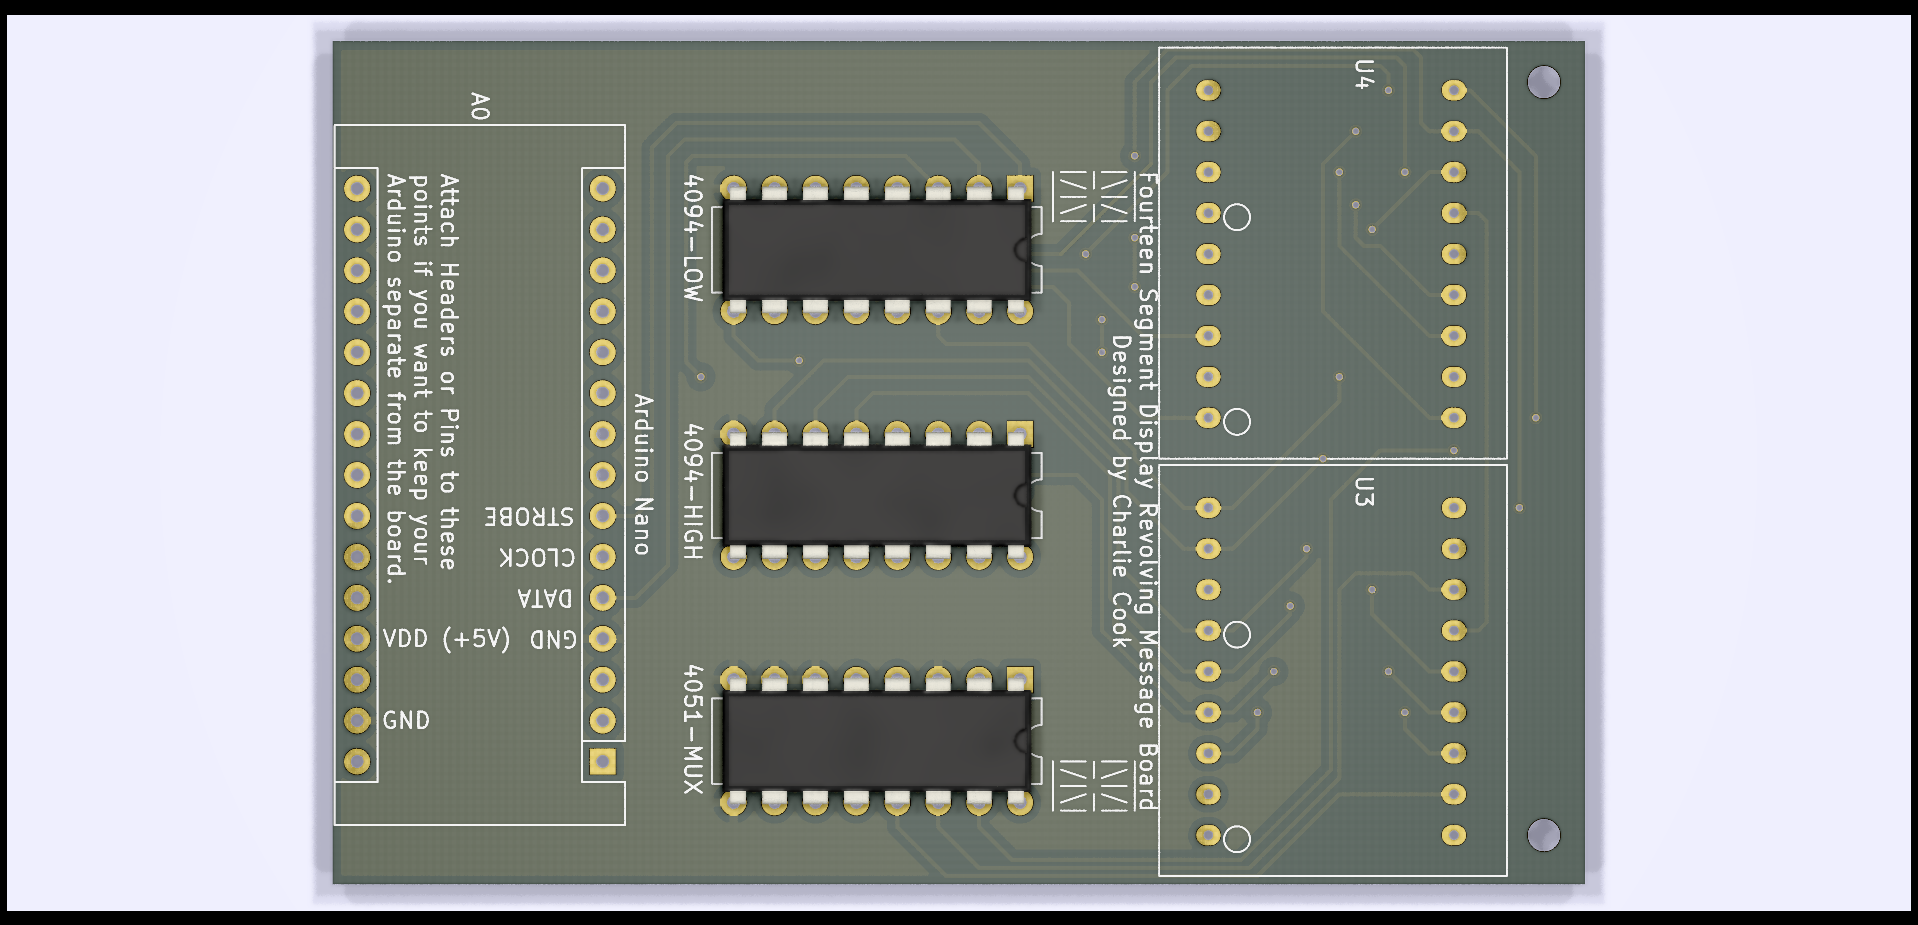 A0
Attach Headers or Pins to these
points if you want to keep your
Arduino separate from the board.
STROBE
CLOCK
DATA
VDD (+5V)
GND
GND
Arduino Nano
4094-LOW
4094-HIGH
4051-MUX
Fourteen Segment Display Revolving Message Board
Designed by Charlie Cook
U4
U3